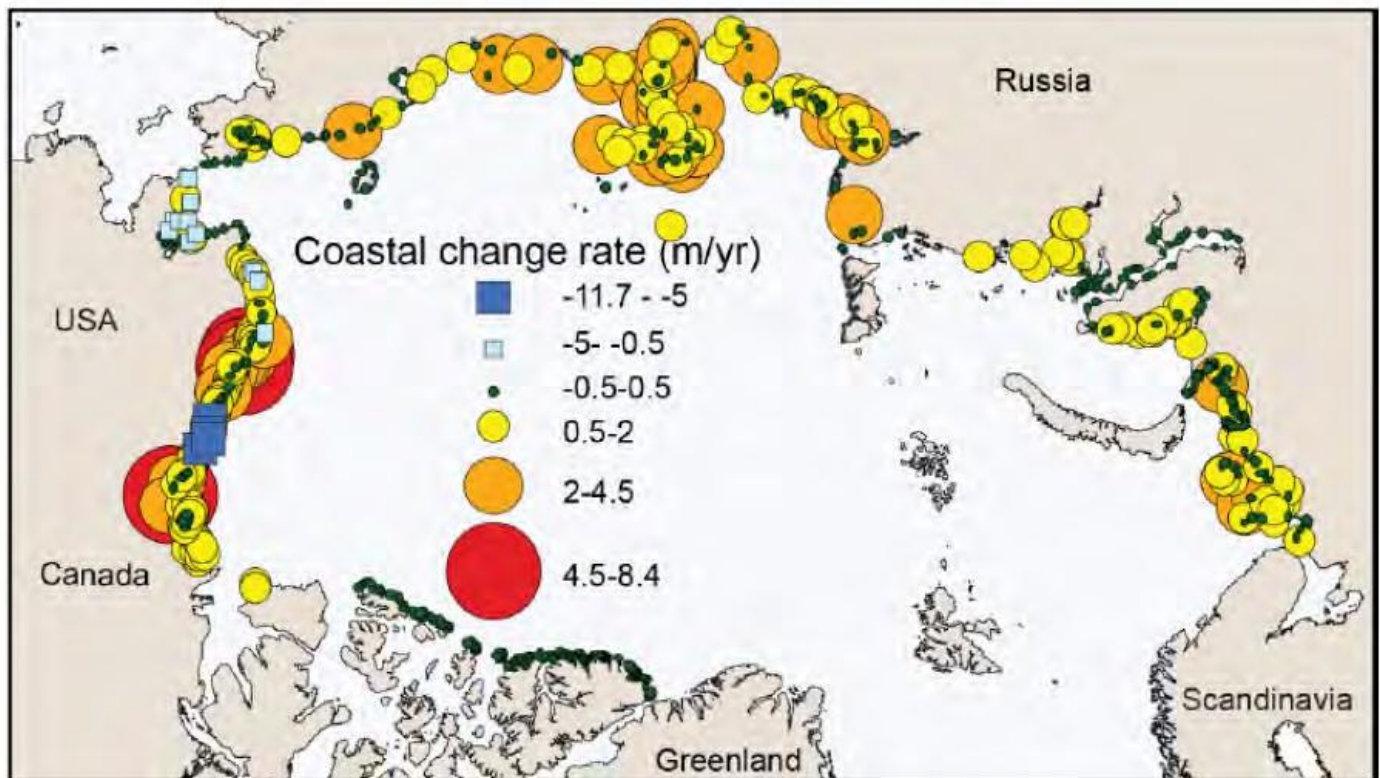 Russia
Coastal change rate (m/yr)
-11.7 - -5
USA
-5- -0.5
-0.5-0.5
0.5-2
2-4.5
Canada
4.5-8.4
Scandinavia
Greenland